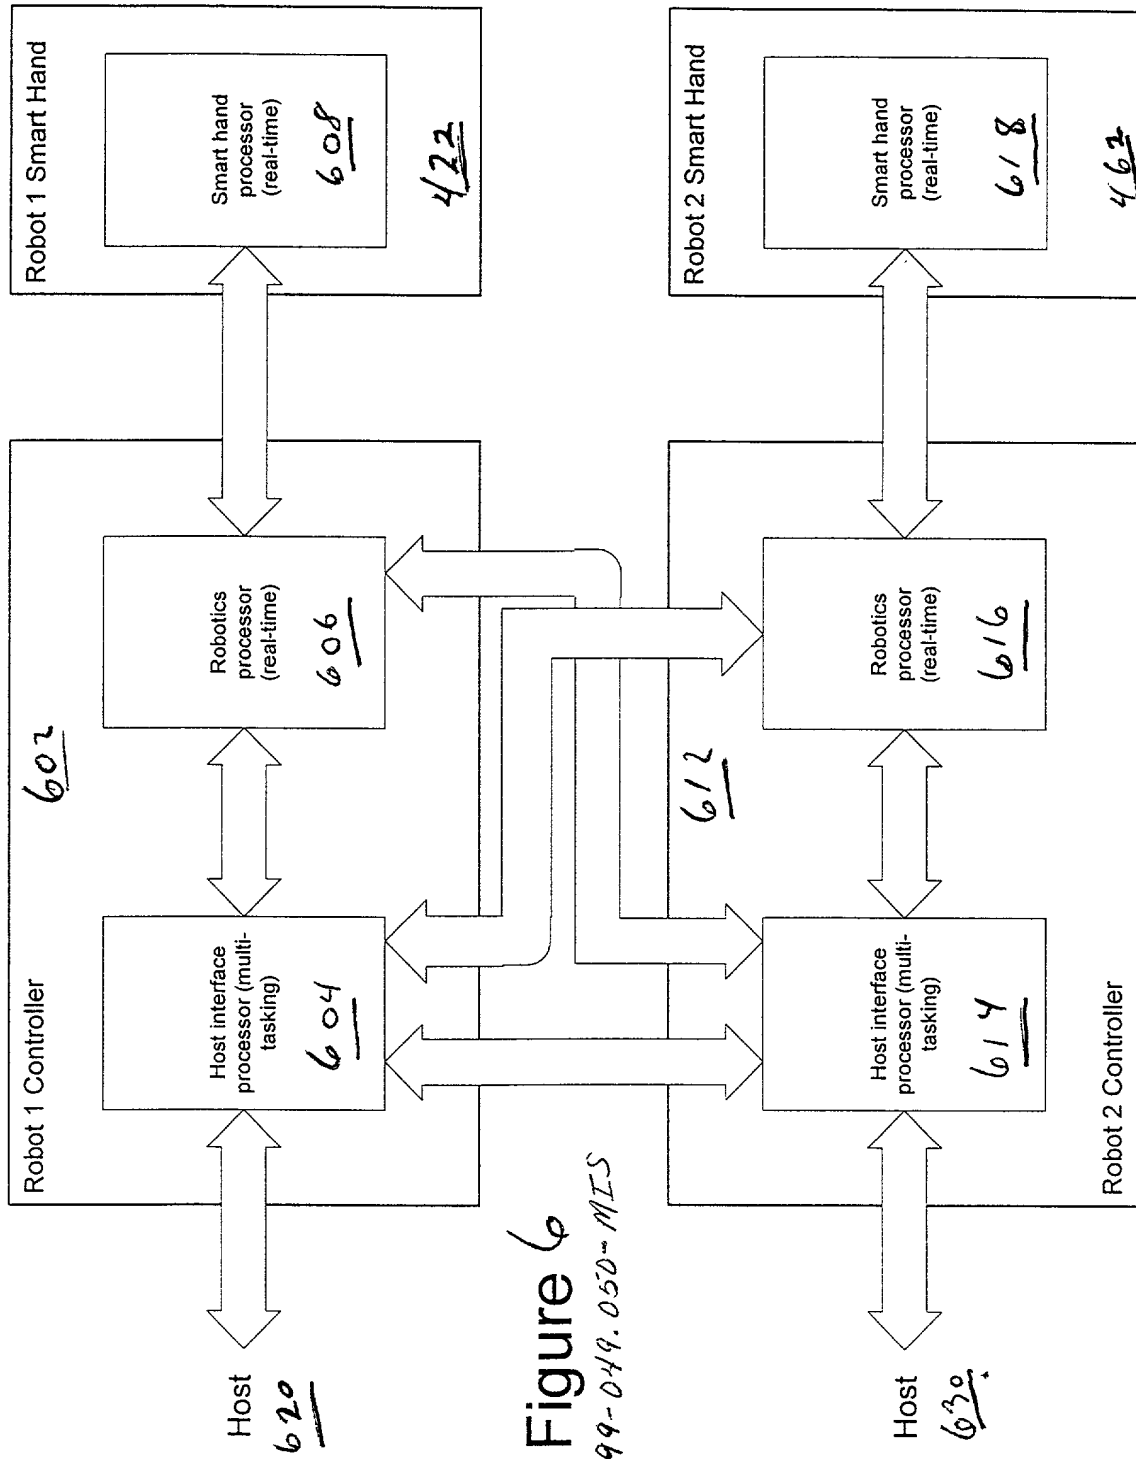 Robot 1 Controller
602
Robot 1 Smart Hand
Host
620
Host interface
processor (multi-
tasking)
604
Robotics
processor
(real-time)
606
Smart hand
processor
(real-time)
608
422
Figure 6
99-049.050-MIS
612
Robot 2 Smart Hand
Host
630
Host interface
processor (multi-
tasking)
614
Robotics
processor
(real-time)
616
Smart hand
processor
(real-time)
618
462
Robot 2 Controller